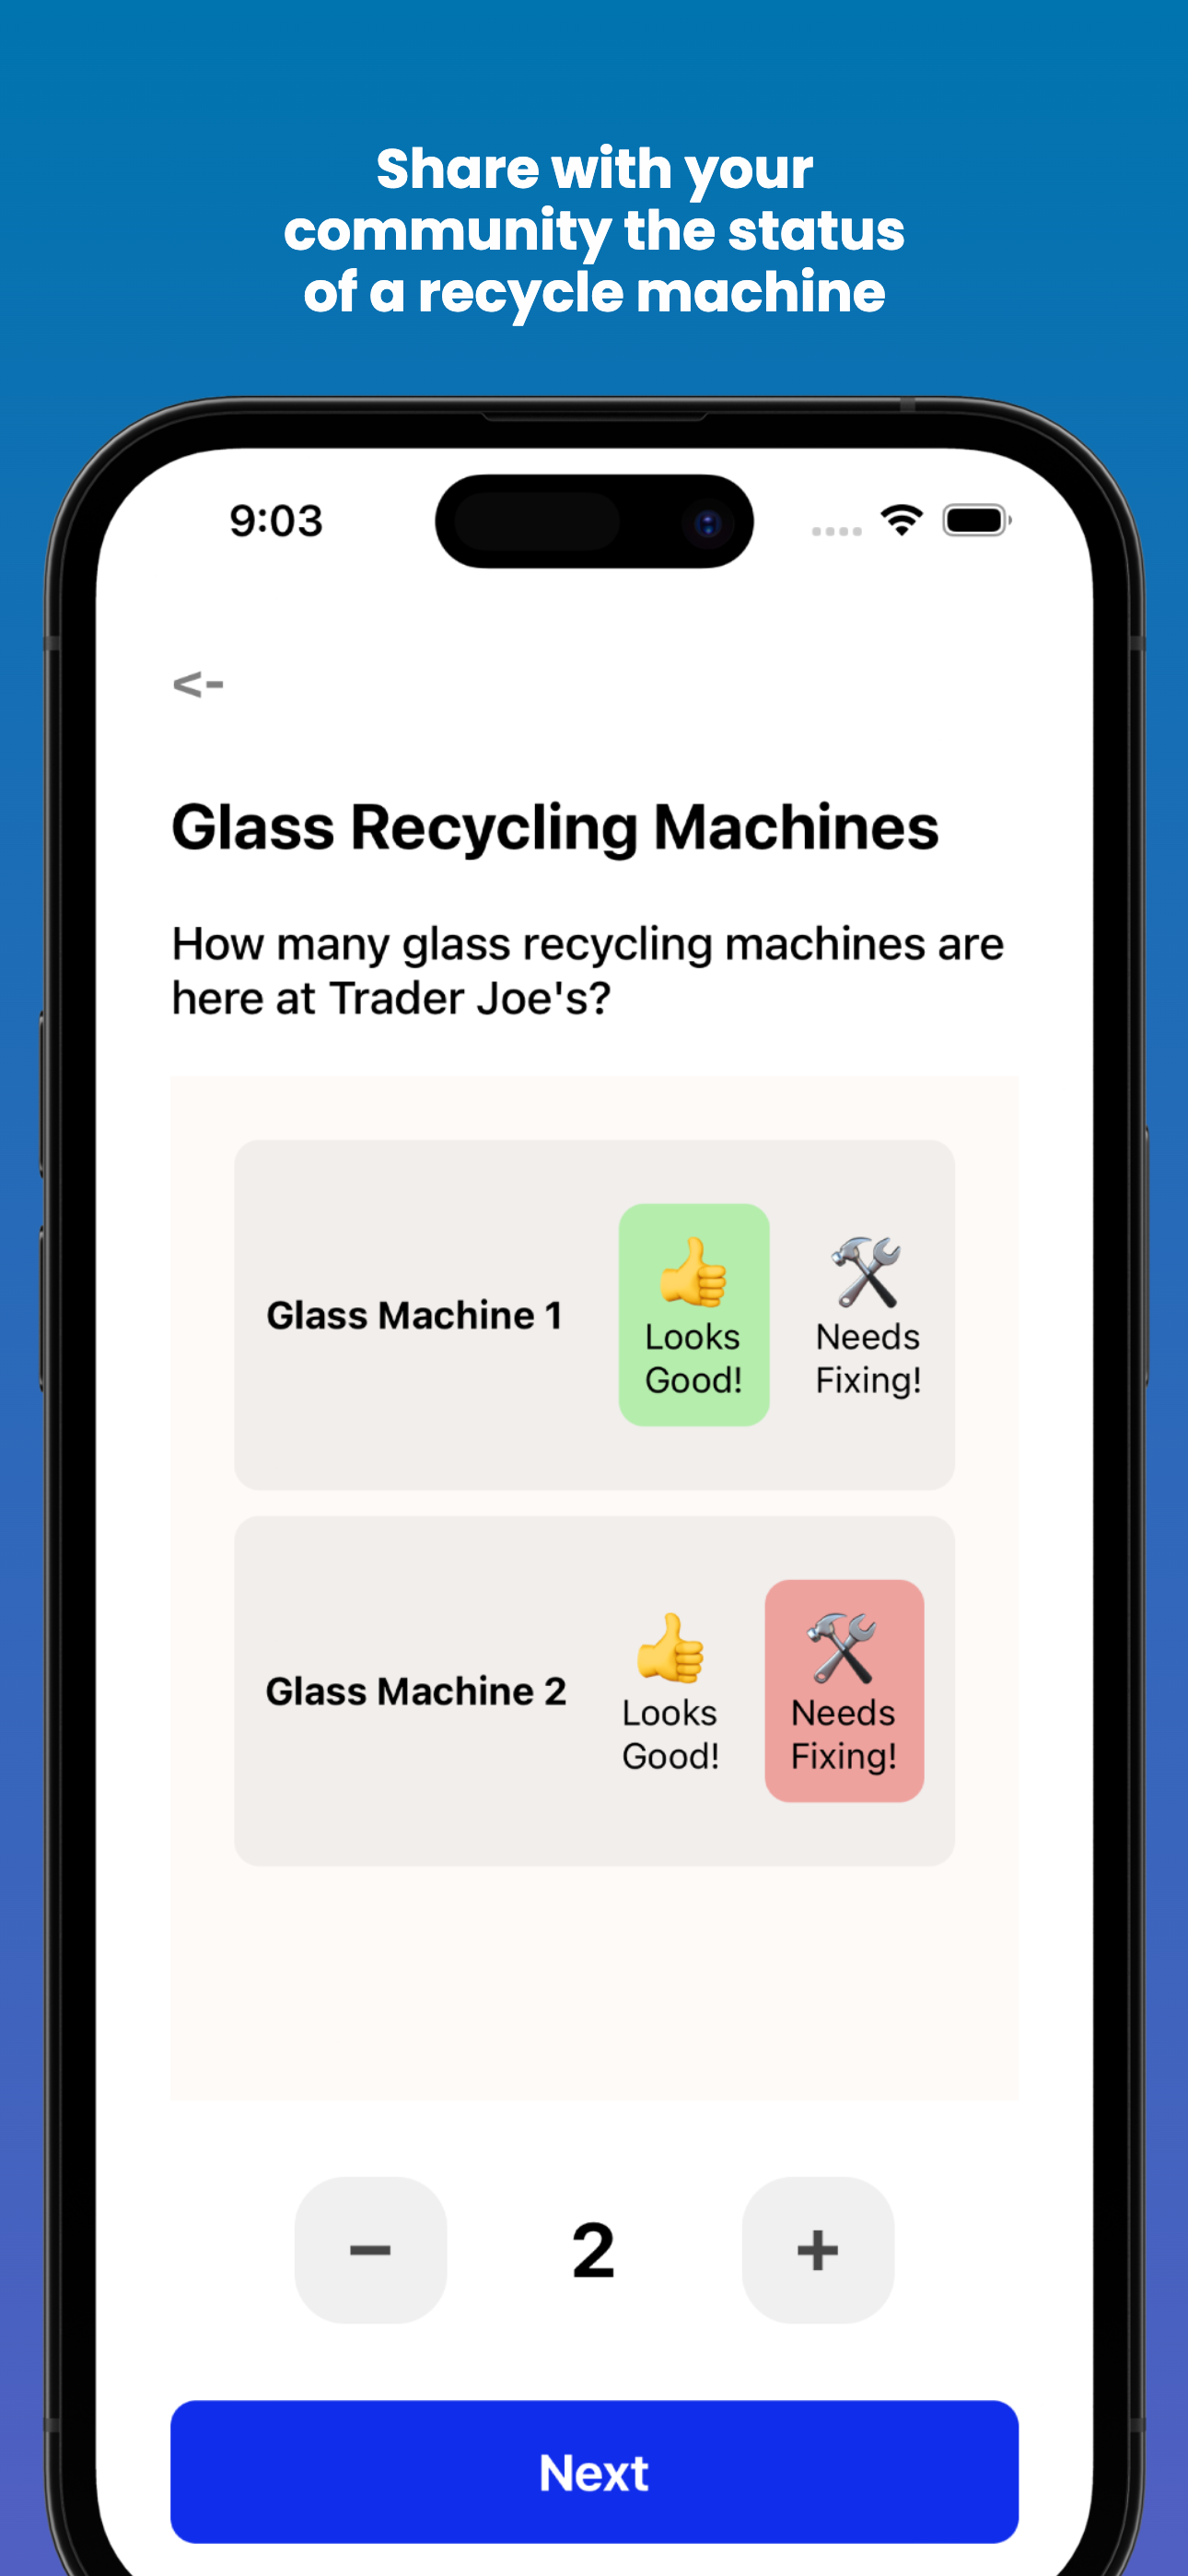 Share with your
community the status
of a recycle machine
9:03
<-
Glass Recycling Machines
How many glass recycling machines are
here at Trader Joe's?
Glass Machine 1
Looks
Good!
Needs
Fixing!
Glass Machine 2
Looks
Good!
Needs
Fixing!
−
2
+
Next